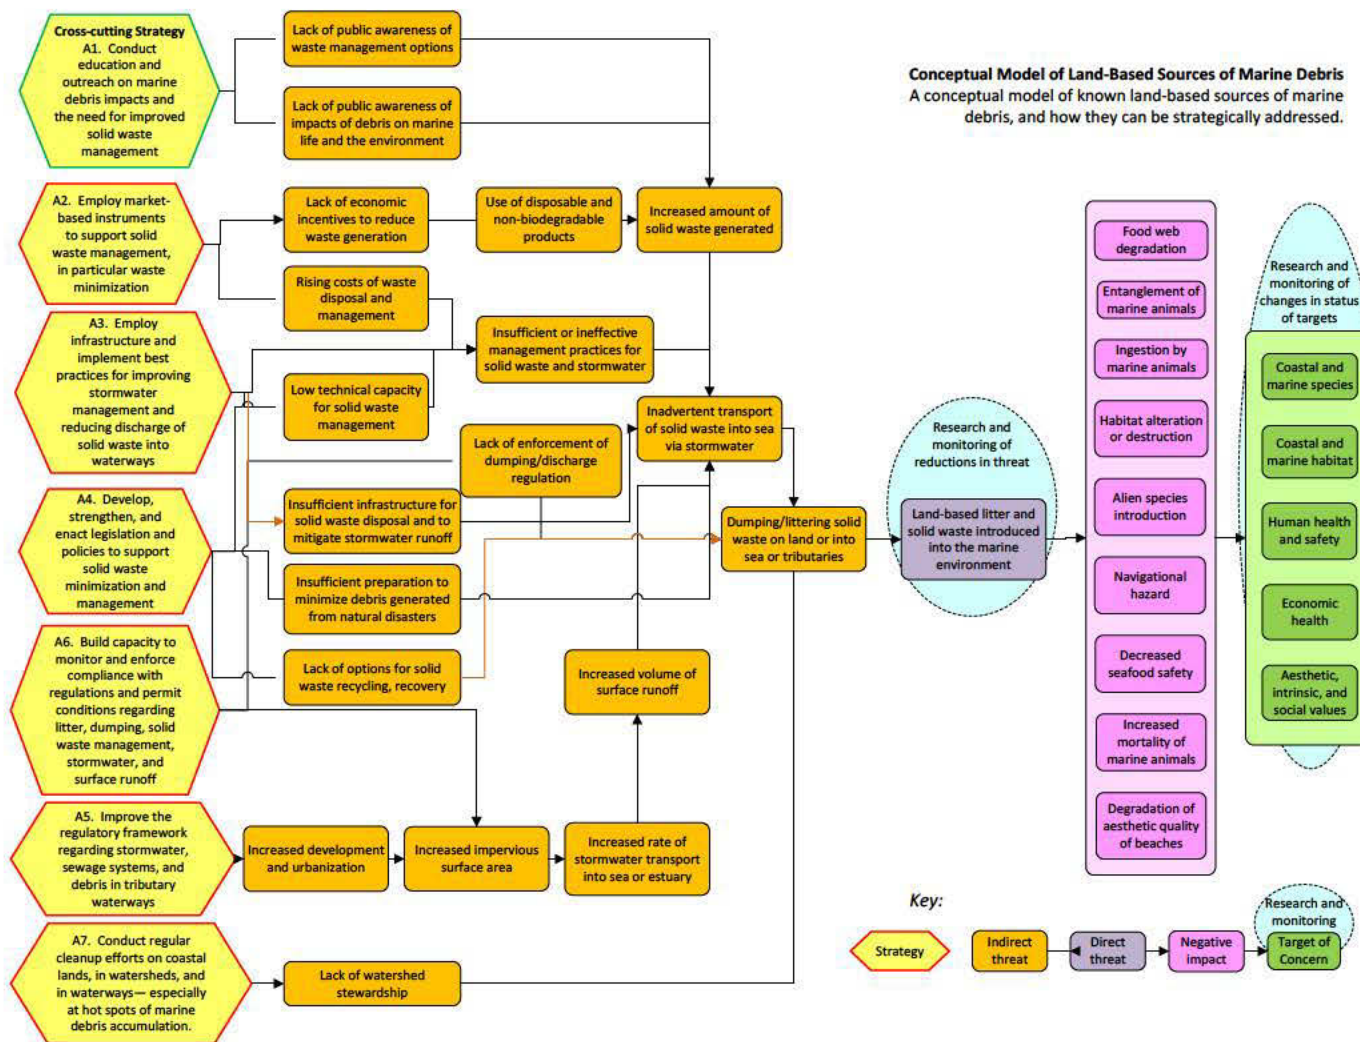 Cross-cutting Strategy
A1. Conduct
education and
outreach on marine
debris impacts and
the need for improved
solid waste
management
Lack of public awareness of
waste management options
Lack of public awareness of
impacts of debris on marine
life and the environment
Conceptual Model of Land-Based Sources of Marine Debris
A conceptual model of known land-based sources of marine
debris, and how they can be strategically addressed.
A2. Employ market-
based instruments
to support solid
waste management,
in particular waste
minimization
Lack of economic
incentives to reduce
waste generation
Use of disposable and
non-biodegradable
products
Increased amount of
solid waste generated
Rising costs of waste
disposal and
management
A3. Employ
infrastructure and
implement best
practices for improving
stormwater
management and
reducing discharge of
solid waste into
waterways
Insufficient or ineffective
management practices for
solid waste and stormwater
Low technical capacity
for solid waste
management
Lack of enforcement of
dumping/discharge
regulation
Inadvertent transport
of solid waste into sea
via stormwater
A4. Develop,
strengthen, and
enact legislation and
policies to support
solid waste
minimization and
management
Insufficient infrastructure for
solid waste disposal and to
mitigate stormwater runoff
Insufficient preparation to
minimize debris generated
from natural disasters
Dumping/littering solid
waste on land or into
sea or tributaries
A6. Build capacity to
monitor and enforce
compliance with
regulations and permit
conditions regarding
litter, dumping, solid
waste management,
stormwater, and
surface runoff
Lack of options for solid
waste recycling, recovery
Increased volume of
surface runoff
A5. Improve the
regulatory framework
regarding stormwater,
sewage systems, and
debris in tributary
waterways
Increased development
and urbanization
Increased impervious
surface area
Increased rate of
stormwater transport
into sea or estuary
A7. Conduct regular
cleanup efforts on coastal
lands, in watersheds, and
in waterways— especially
at hot spots of marine
debris accumulation.
Lack of watershed
stewardship
Research and
monitoring of
reductions in threat
Land-based litter and
solid waste introduced
into the marine
environment
Food web
degradation
Entanglement of
marine animals
Ingestion by
marine animals
Habitat alteration
or destruction
Alien species
introduction
Navigational
hazard
Decreased
seafood safety
Increased
mortality of
marine animals
Degradation of
aesthetic quality
of beaches
Research and
monitoring of
changes in status
of targets
Coastal and
marine species
Coastal and
marine habitat
Human health
and safety
Economic
health
Aesthetic,
intrinsic, and
social values
Key:
Strategy
Indirect
threat
Direct
threat
Negative
impact
Research and
monitoring
Target of
Concern